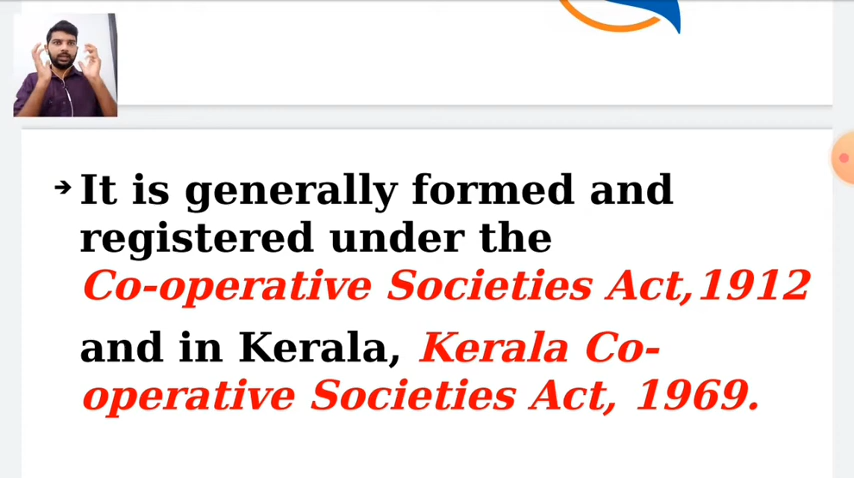 ➔ It is generally formed and
registered under the
Co-operative Societies Act,1912
and in Kerala, Kerala Co-
operative Societies Act, 1969.